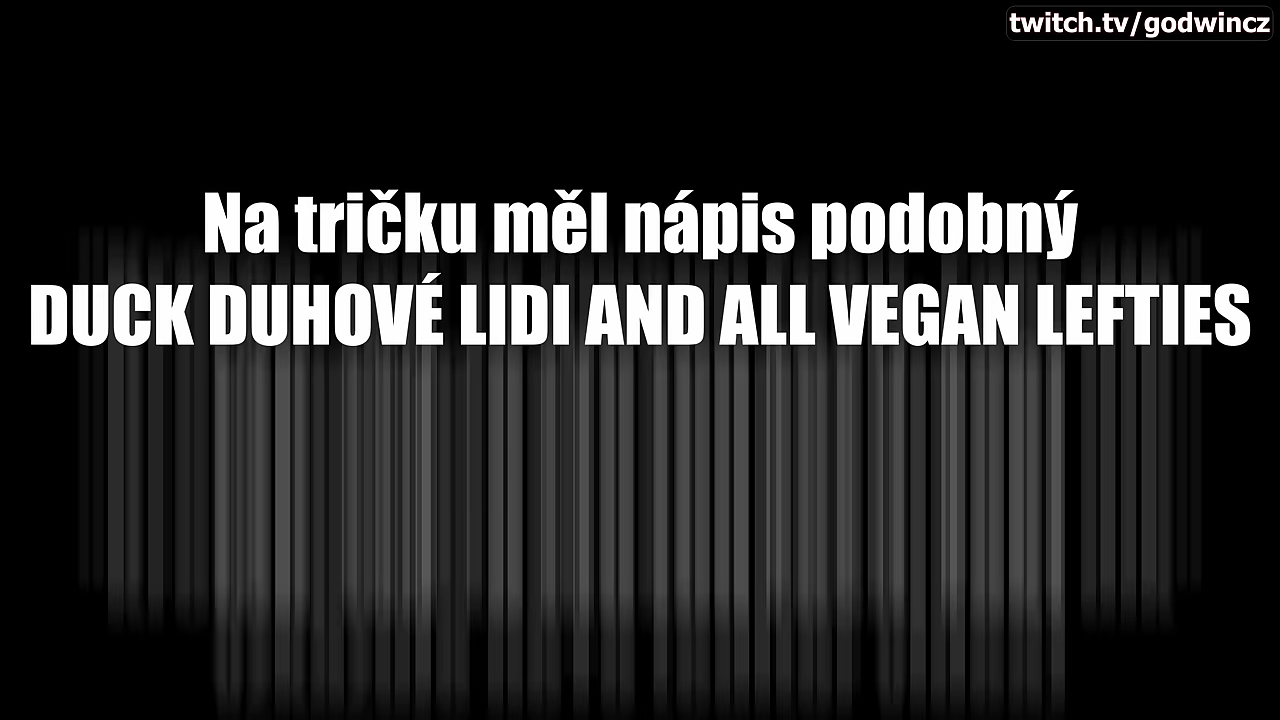 twitch.tv/godwincz
Na tričku měl nápis podobný
DUCK DUHOVÉ LIDI AND ALL VEGAN LEFTIES